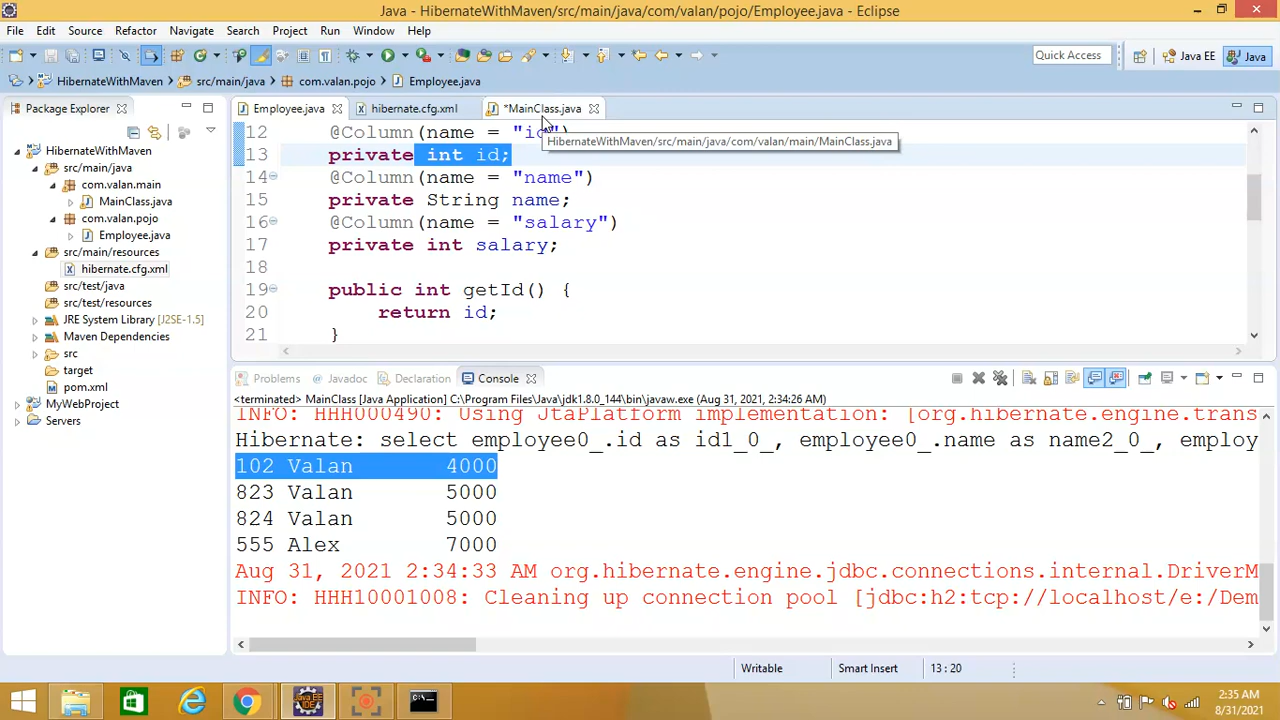 Java - HibernateWithMaven/src/main/java/com/valan/pojo/Employee.java - Eclipse
File Edit Source Refactor Navigate Search Project Run Window Help
Quick Access
Java EE
Java
HibernateWithMaven
src/main/java
com.valan.pojo
Employee.java
Package Explorer
HibernateWithMaven
src/main/java
com.valan.main
MainClass.java
com.valan.pojo
Employee.java
src/main/resources
hibernate.cfg.xml
src/test/java
src/test/resources
JRE System Library [J2SE-1.5]
Maven Dependencies
src
target
pom.xml
MyWebProject
Servers
Employee.java
hibernate.cfg.xml
*MainClass.java
HibernateWithMaven/src/main/java/com/valan/main/MainClass.java
12 @Column(name = "id")
13 private int id;
14 @Column(name = "name")
15 private String name;
16 @Column(name = "salary")
17 private int salary;
18
19 public int getId() {
20 return id;
21 }
Problems Javadoc Declaration Console
<terminated> MainClass [Java Application] C:\Program Files\Java\jdk1.8.0_144\bin\javaw.exe (Aug 31, 2021, 2:34:26 AM)
INFO: HHH000490: Using JtaPlatform implementation: [org.hibernate.engine.trans
Hibernate: select employee0_.id as id1_0_, employee0_.name as name2_0_, employ
102 Valan 4000
823 Valan 5000
824 Valan 5000
555 Alex 7000
Aug 31, 2021 2:34:33 AM org.hibernate.engine.jdbc.connections.internal.DriverM
INFO: HHH10001008: Cleaning up connection pool [jdbc:h2:tcp://localhost/e:/Dem
Writable
Smart Insert
13 : 20
Java EE
IDE
2:35 AM
8/31/2021